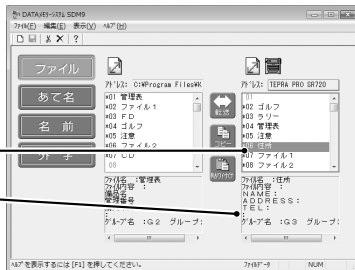 DATAﾒﾓﾘｰｼｽﾃﾑ SDM9
ﾌｧｲﾙ(F) 編集(E) 表示(V) ﾍﾙﾌﾟ(H)
ファイル
あて名
名 前
外 字
ｱﾄﾞﾚｽ: C:¥Program Files¥K
*01 管理表
*02 ファイル1
*03 FD
*04 ゴルフ
*05 注意
*07 CD
08
ﾌｧｲﾙ名 :管理表
ﾌｧｲﾙ内容 :
備品名
管理番号
ｸﾞﾙｰﾌﾟ名 :G2 グループ:
転送
コピー
ｱﾄﾞﾚｽ: TEPRA PRO SR720
01
*02 ゴルフ
*03 ラリー
*04 管理表
*05 注意
*06 住所
*07 ファイル1
*08 ファイル2
ﾌｧｲﾙ名 :住所
ﾌｧｲﾙ内容 :
NAME:
ADDRESS:
TEL:
ｸﾞﾙｰﾌﾟ名 :G3 グループ:
ﾍﾙﾌﾟを表示するには [F1] を押してください。
ﾌｧｲﾙﾃﾞｰﾀ
NUM